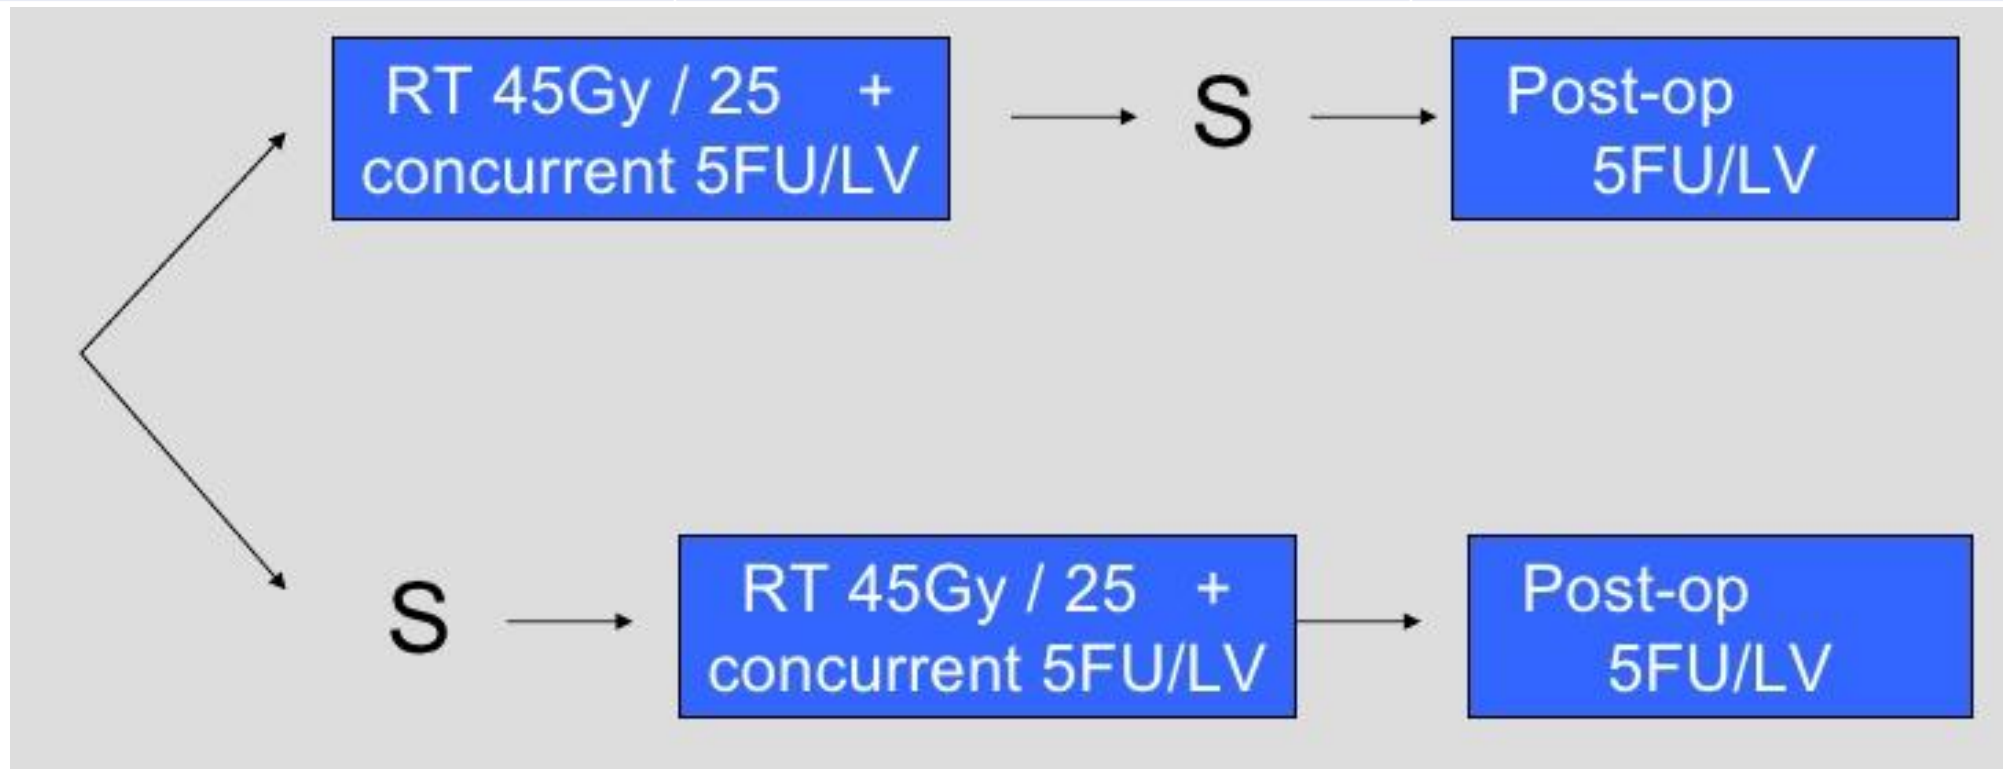 RT 45Gy / 25 +
concurrent 5FU/LV
S
Post-op
5FU/LV
S
RT 45Gy / 25 +
concurrent 5FU/LV
Post-op
5FU/LV